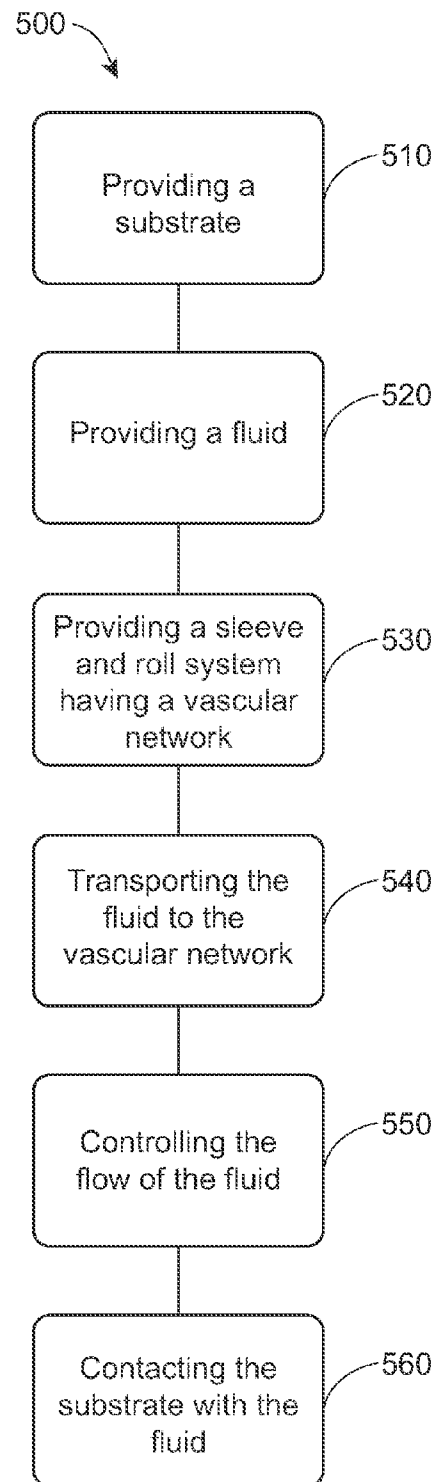 500
Providing a
substrate
510
Providing a fluid
520
Providing a sleeve
and roll system
having a vascular
network
530
Transporting the
fluid to the
vascular network
540
Controlling the
flow of the fluid
550
Contacting the
substrate with the
fluid
560